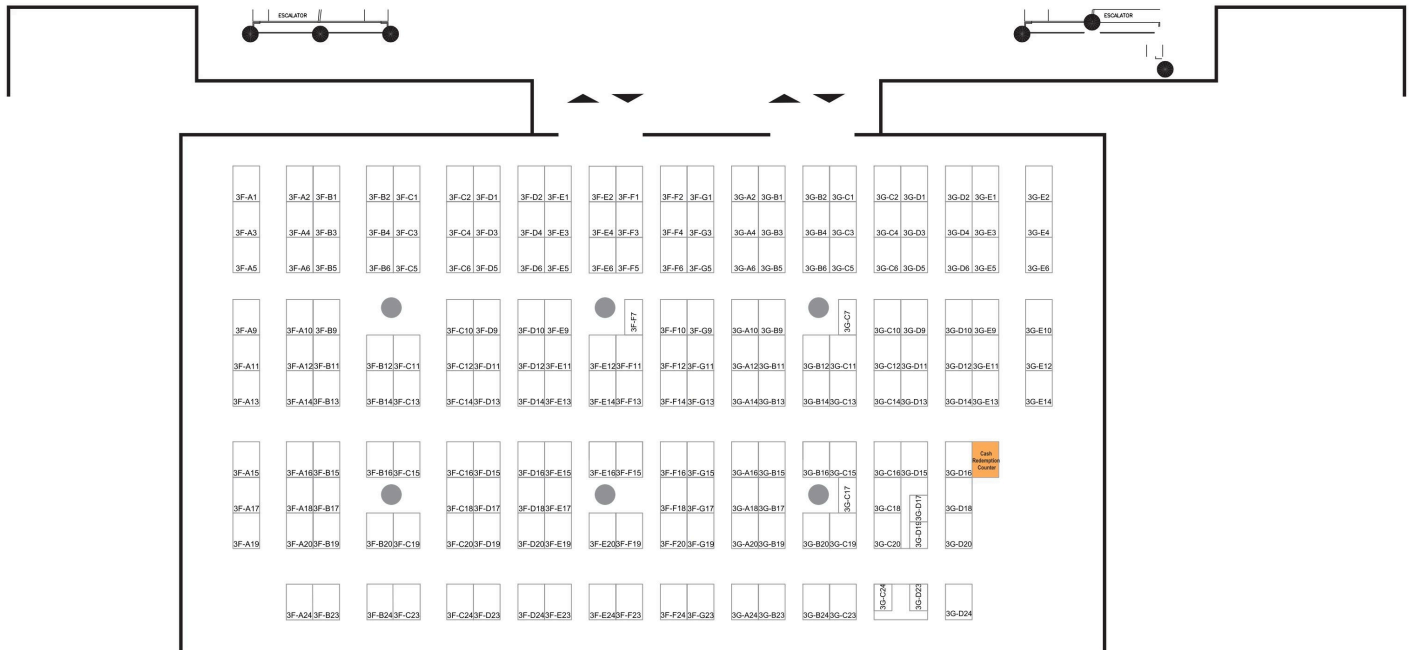 ESCALATOR
ESCALATOR
3F-A1 3F-A2 3F-B1 3F-B2 3F-C1 3F-C2 3F-D1 3F-D2 3F-E1 3F-E2 3F-F1 3F-F2 3F-G1 3G-A2 3G-B1 3G-B2 3G-C1 3G-C2 3G-D1 3G-D2 3G-E1 3G-E2
3F-A3 3F-A4 3F-B3 3F-B4 3F-C3 3F-C4 3F-D3 3F-D4 3F-E3 3F-E4 3F-F3 3F-F4 3F-G3 3G-A4 3G-B3 3G-B4 3G-C3 3G-C4 3G-D3 3G-D4 3G-E3 3G-E4
3F-A5 3F-A6 3F-B5 3F-B6 3F-C5 3F-C6 3F-D5 3F-D6 3F-E5 3F-E6 3F-F5 3F-F6 3F-G5 3G-A6 3G-B5 3G-B6 3G-C5 3G-C6 3G-D5 3G-D6 3G-E5 3G-E6
3F-A9 3F-A10 3F-B9 3F-C10 3F-D9 3F-D10 3F-E9 3F-F7 3F-F10 3F-G9 3G-A10 3G-B9 3G-C7 3G-C10 3G-D9 3G-D10 3G-E9 3G-E10
3F-A11 3F-A12 3F-B11 3F-B12 3F-C11 3F-C12 3F-D11 3F-D12 3F-E11 3F-E12 3F-F11 3F-F12 3F-G11 3G-A12 3G-B11 3G-B12 3G-C11 3G-C12 3G-D11 3G-D12 3G-E11 3G-E12
3F-A13 3F-A14 3F-B13 3F-B14 3F-C13 3F-C14 3F-D13 3F-D14 3F-E13 3F-E14 3F-F13 3F-F14 3F-G13 3G-A14 3G-B13 3G-B14 3G-C13 3G-C14 3G-D13 3G-D14 3G-E13 3G-E14
3F-A15 3F-A16 3F-B15 3F-B16 3F-C15 3F-C16 3F-D15 3F-D16 3F-E15 3F-E16 3F-F15 3F-F16 3F-G15 3G-A16 3G-B15 3G-B16 3G-C15 3G-C16 3G-D15 3G-D16
Cash
Redemption
Counter
3F-A17 3F-A18 3F-B17 3F-C18 3F-D17 3F-D18 3F-E17 3F-F18 3F-G17 3G-A18 3G-B17 3G-C17 3G-C18 3G-D17 3G-D18
3F-A19 3F-A20 3F-B19 3F-B20 3F-C19 3F-C20 3F-D19 3F-D20 3F-E19 3F-E20 3F-F19 3F-F20 3F-G19 3G-A20 3G-B19 3G-B20 3G-C19 3G-C20 3G-D19 3G-D20
3F-A24 3F-B23 3F-B24 3F-C23 3F-C24 3F-D23 3F-D24 3F-E23 3F-E24 3F-F23 3F-F24 3F-G23 3G-A24 3G-B23 3G-B24 3G-C23 3G-C24 3G-D23 3G-D24